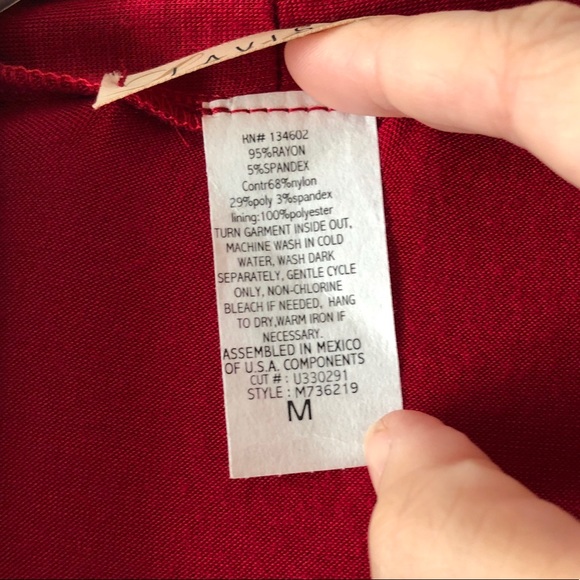 RN# 134602
95%RAYON
5%SPANDEX
Contr68%nylon
29%poly 3%spandex
lining:100%polyester
TURN GARMENT INSIDE OUT,
MACHINE WASH IN COLD
WATER, WASH DARK
SEPARATELY, GENTLE CYCLE
ONLY, NON-CHLORINE
BLEACH IF NEEDED, HANG
TO DRY,WARM IRON IF
NECESSARY.
ASSEMBLED IN MEXICO
OF U.S.A. COMPONENTS
CUT # : U330291
STYLE : M736219
M